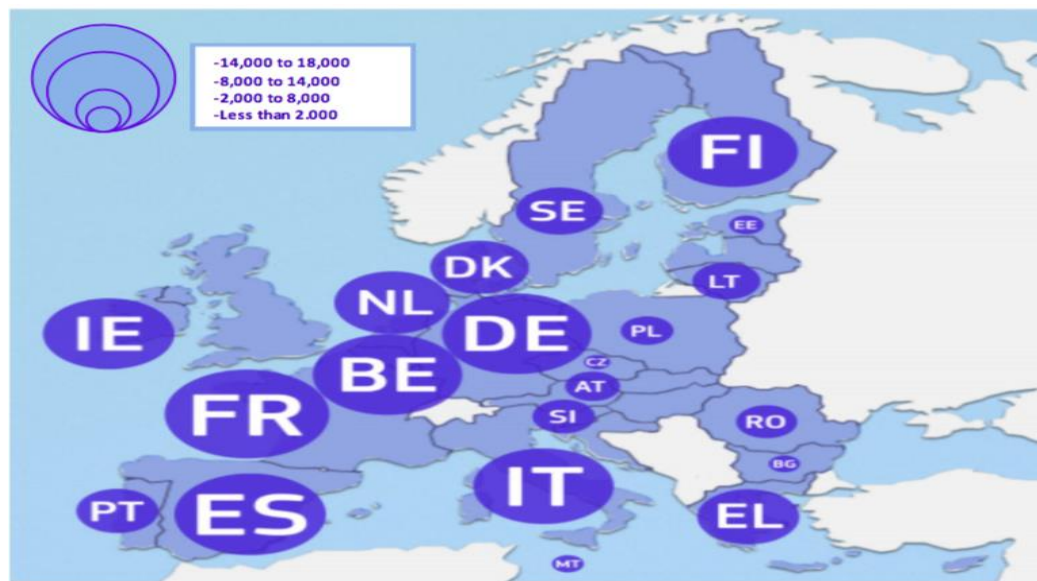 -14,000 to 18,000
-8,000 to 14,000
-2,000 to 8,000
-Less than 2.000
FI
SE
EE
DK
LT
NL
IE
DE
PL
CZ
BE
AT
FR
SI
RO
BG
IT
PT
ES
EL
MT